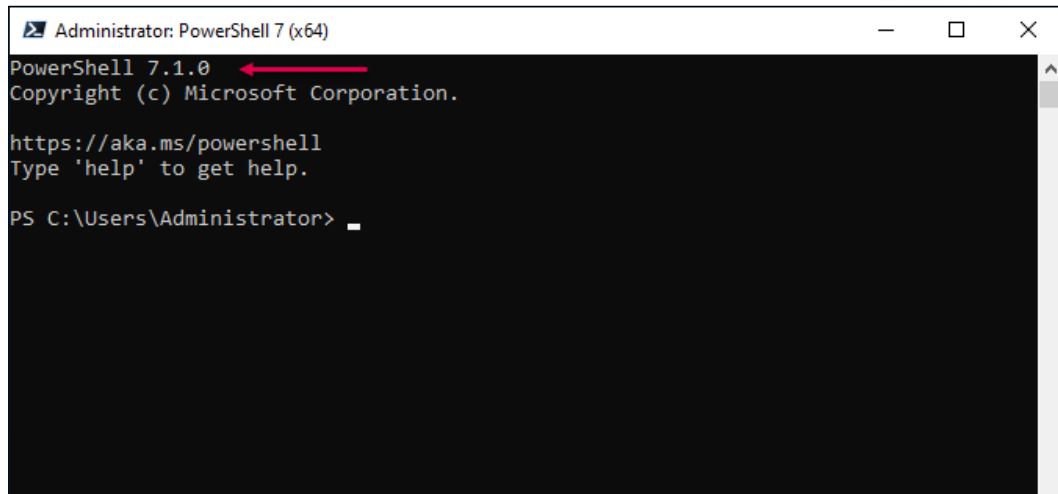 Administrator: PowerShell 7 (x64)
PowerShell 7.1.0
Copyright (c) Microsoft Corporation.
https://aka.ms/powershell
Type 'help' to get help.
PS C:\Users\Administrator>